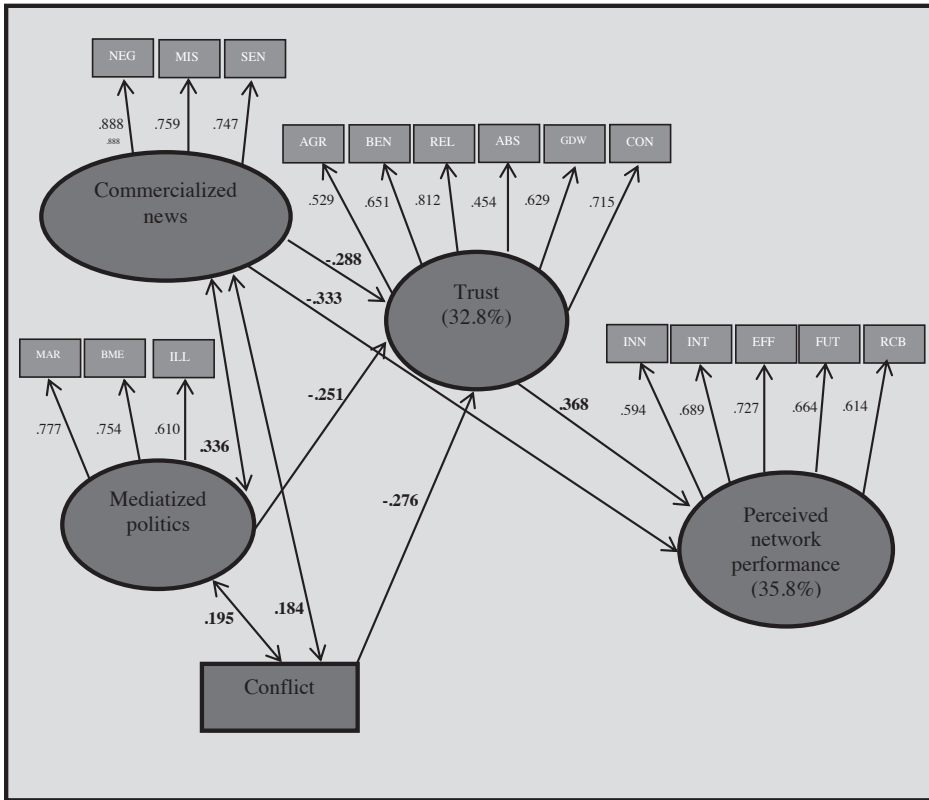 NEG MIS SEN
.888 .759 .747
.888
Commercialized
news
AGR BEN REL ABS GDW CON
.529 .651 .812 .454 .629 .715
-.288
-.333
Trust
(32.8%)
INN INT EFF FUT RCB
.594 .689 .727 .664 .614
MAR BME ILL
.777 .754 .610
.336
-.251
.368
-.276
Mediatized
politics
Perceived
network
performance
(35.8%)
.195
.184
Conflict